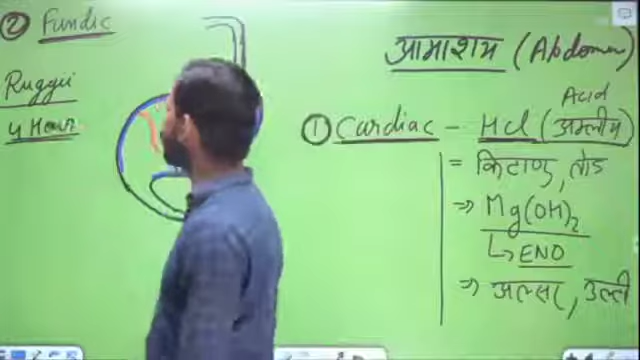 ② Fundic
Ruggii
4 Hour
आमाशय (Abdomen)
① Cardiac - HCl (अम्लीय)
Acid
= किटाणु, तोड
⇒ Mg(OH)₂
↳ ENO
⇒ अल्सर, उल्टी